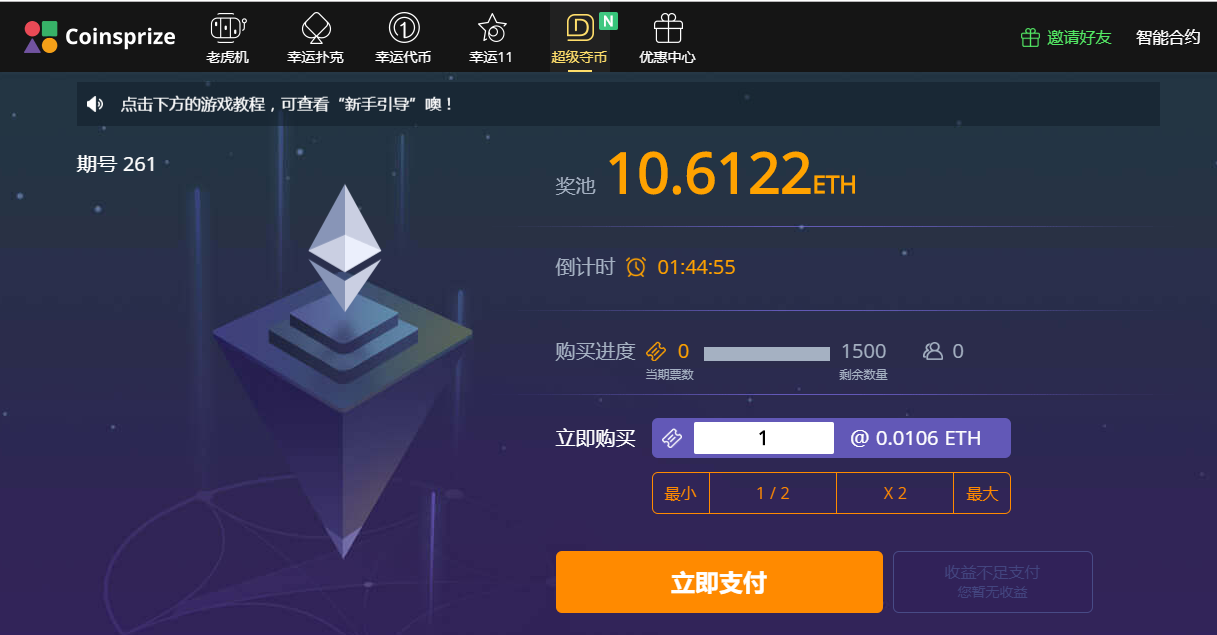 Coinsprize
老虎机
幸运扑克
幸运代币
幸运11
N
超级夺币
优惠中心
邀请好友
智能合约
点击下方的游戏教程，可查看“新手引导”噢！
期号 261
奖池 10.6122ETH
倒计时 01:44:55
购买进度 0 1500 0
当期票数 剩余数量
立即购买 1 @ 0.0106 ETH
最小 1 / 2 X 2 最大
立即支付
收益不足支付
您暂无收益